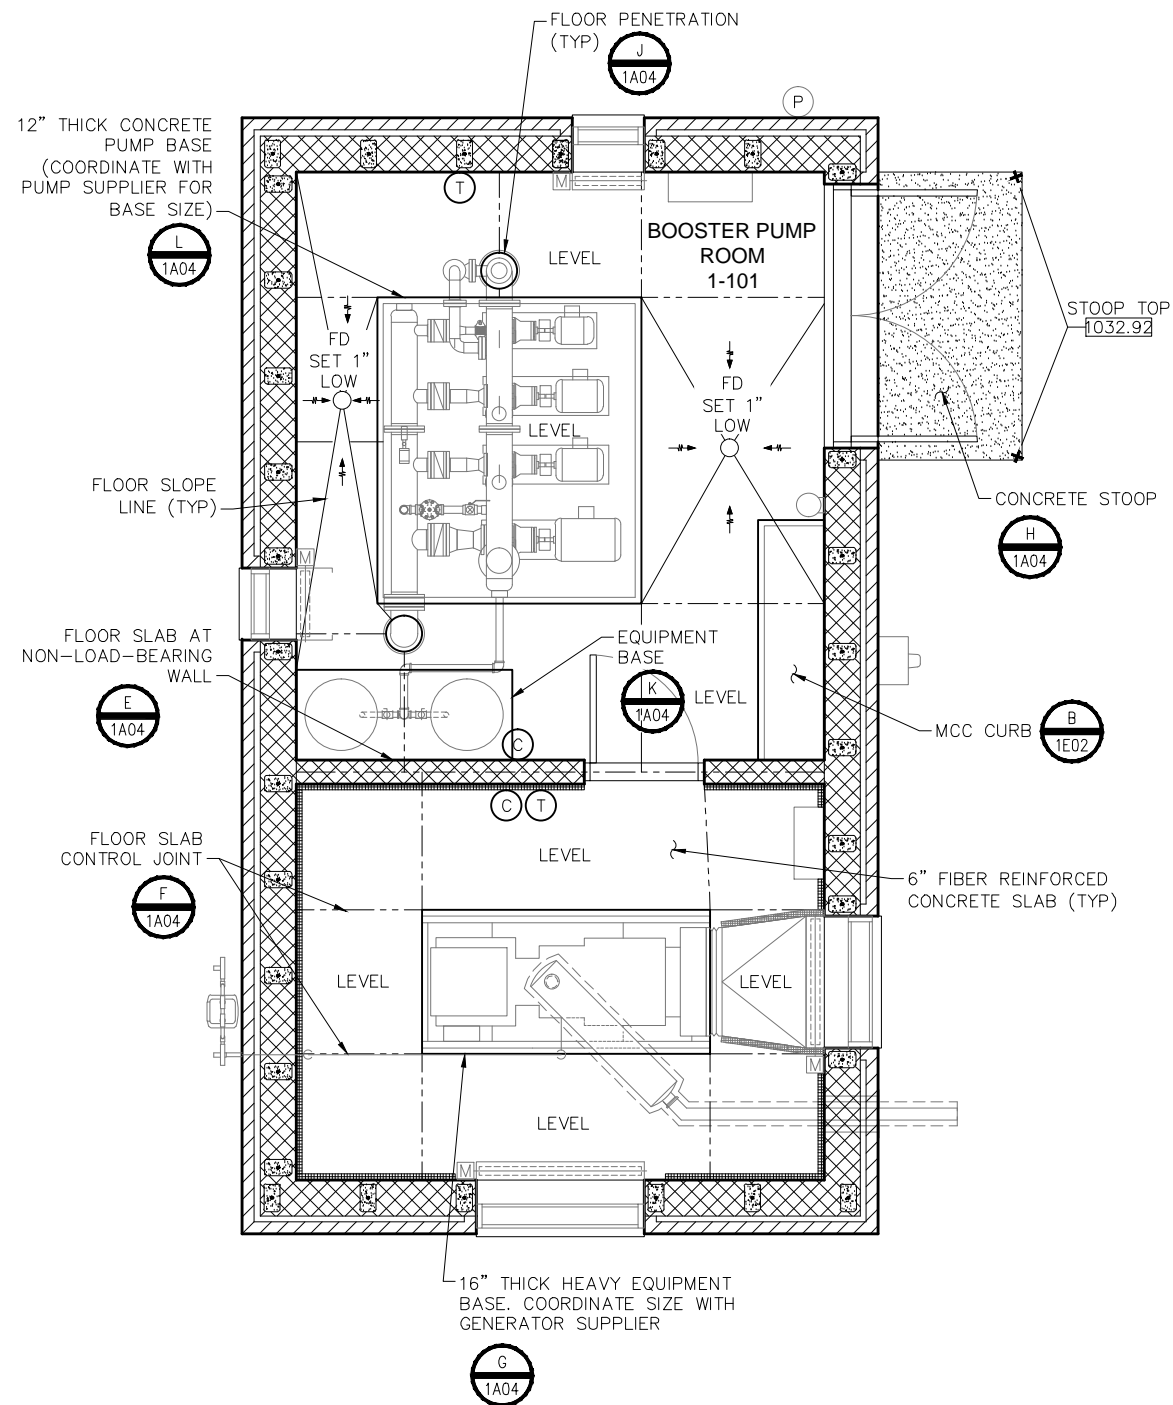 FLOOR PENETRATION
(TYP)
J
1A04
P
12" THICK CONCRETE
PUMP BASE
(COORDINATE WITH
PUMP SUPPLIER FOR
BASE SIZE)
L
1A04
M
T
LEVEL
BOOSTER PUMP
ROOM
1-101
STOOP TOP
1032.92
FD
SET 1"
LOW
FD
SET 1"
LOW
LEVEL
FLOOR SLOPE
LINE (TYP)
CONCRETE STOOP
H
1A04
M
FLOOR SLAB AT
NON-LOAD-BEARING
WALL
E
1A04
EQUIPMENT
BASE
K
1A04
LEVEL
MCC CURB
B
1E02
C
C
T
FLOOR SLAB
CONTROL JOINT
F
1A04
LEVEL
6" FIBER REINFORCED
CONCRETE SLAB (TYP)
LEVEL
LEVEL
M
LEVEL
M
16" THICK HEAVY EQUIPMENT
BASE. COORDINATE SIZE WITH
GENERATOR SUPPLIER
G
1A04